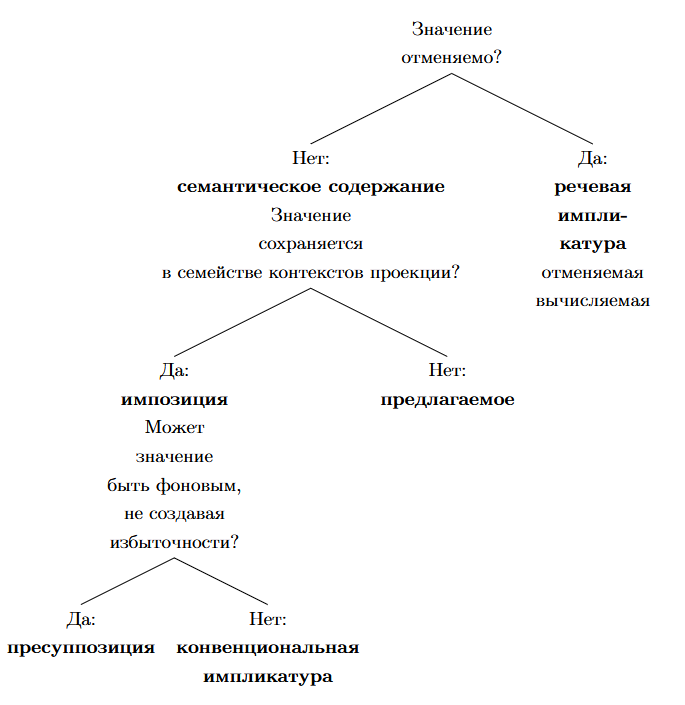 Значение
отменяемо?
Нет:
семантическое содержание
Значение
сохраняется
в семействе контекстов проекции?
Да:
речевая
импли-
катура
отменяемая
вычисляемая
Да:
импозиция
Может
значение
быть фоновым,
не создавая
избыточности?
Нет:
предлагаемое
Да:
пресуппозиция
Нет:
конвенциональная
импликатура